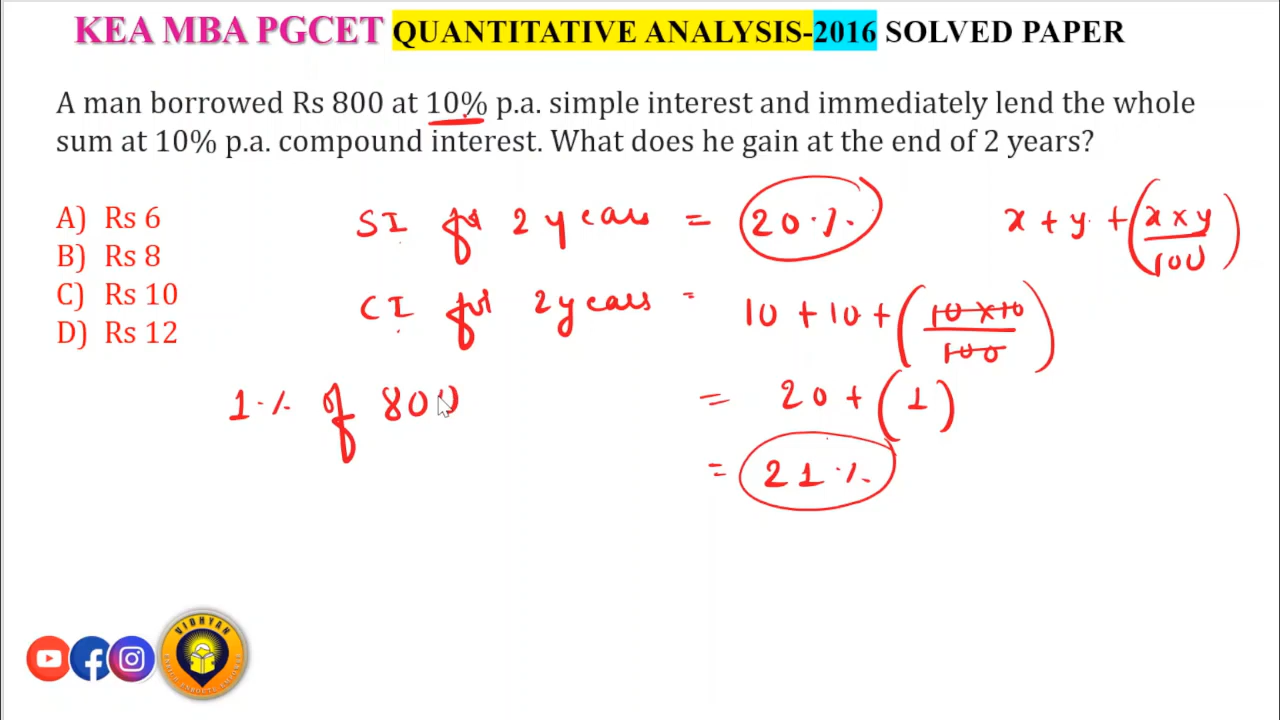 KEA MBA PGCET QUANTITATIVE ANALYSIS-2016 SOLVED PAPER
A man borrowed Rs 800 at 10% p.a. simple interest and immediately lend the whole
sum at 10% p.a. compound interest. What does he gain at the end of 2 years?
A) Rs 6
B) Rs 8
C) Rs 10
D) Rs 12
SI for 2 years = 20%
x + y + (x × y / 100)
CI for 2 years = 10 + 10 + (10 × 10 / 100)
= 20 + (1)
= 21%
1% of 800
VIDHYAN